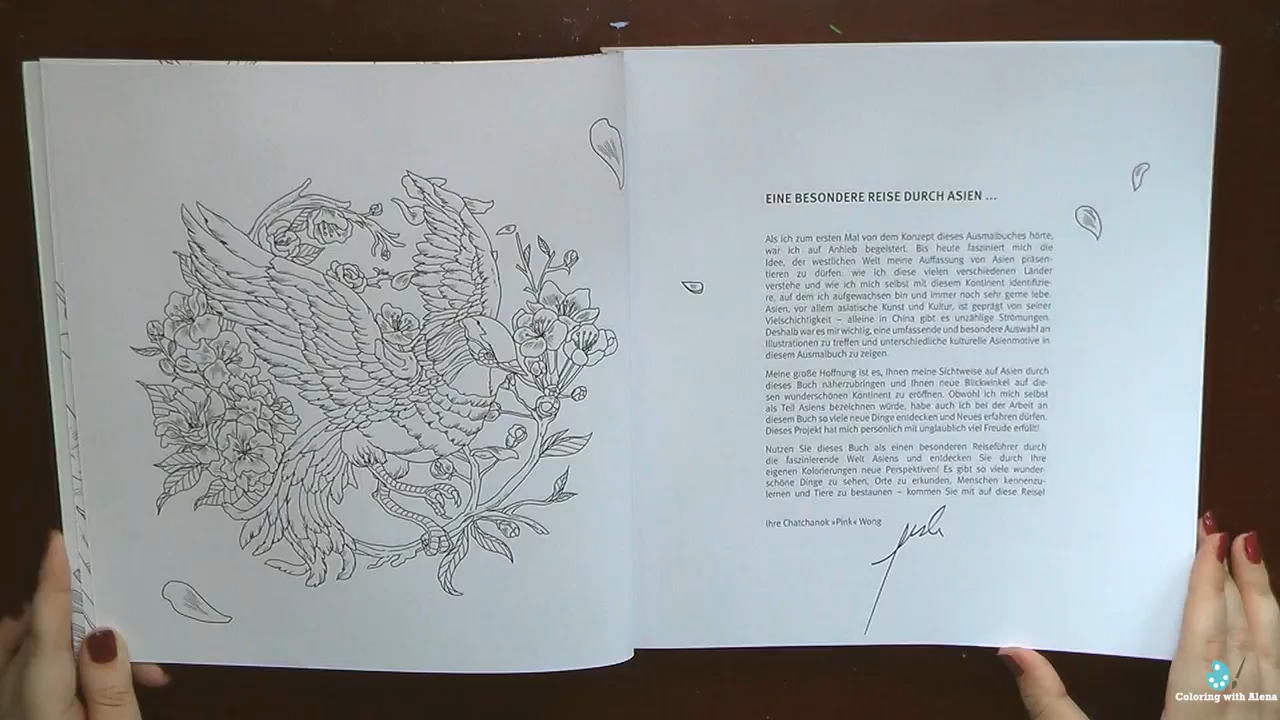 EINE BESONDERE REISE DURCH ASIEN ...
Als ich zum ersten Mal von dem Konzept dieses Ausmalbuches hörte,
war ich auf Anhieb begeistert. Bis heute fasziniert mich die
Idee, der westlichen Welt meine Auffassung von Asien präsen-
tieren zu dürfen, wie ich diese vielen verschiedenen Länder
verstehe und wie ich mich selbst mit diesem Kontinent identifizie-
re, auf dem ich aufgewachsen bin und immer noch sehr gerne lebe.
Asien, vor allem asiatische Kunst und Kultur, ist geprägt von seiner
Vielschichtigkeit – alleine in China gibt es unzählige Strömungen.
Deshalb war es mir wichtig, eine umfassende und besondere Auswahl an
Illustrationen zu treffen und unterschiedliche kulturelle Asienmotive in
diesem Ausmalbuch zu zeigen.
Meine große Hoffnung ist es, Ihnen meine Sichtweise auf Asien durch
dieses Buch näherzubringen und Ihnen neue Blickwinkel auf die-
sen wunderschönen Kontinent zu eröffnen. Obwohl ich mich selbst
als Teil Asiens bezeichnen würde, habe auch ich bei der Arbeit an
diesem Buch so viele neue Dinge entdecken und Neues erfahren dürfen.
Dieses Projekt hat mich persönlich mit unglaublich viel Freude erfüllt!
Nutzen Sie dieses Buch als einen besonderen Reiseführer durch
die faszinierende Welt Asiens und entdecken Sie durch Ihre
eigenen Kolorierungen neue Perspektiven! Es gibt so viele wunder-
schöne Dinge zu sehen, Orte zu erkunden, Menschen kennenzu-
lernen und Tiere zu bestaunen – kommen Sie mit auf diese Reise!
Ihre Chatchanok »Pink« Wong
Coloring with Alena